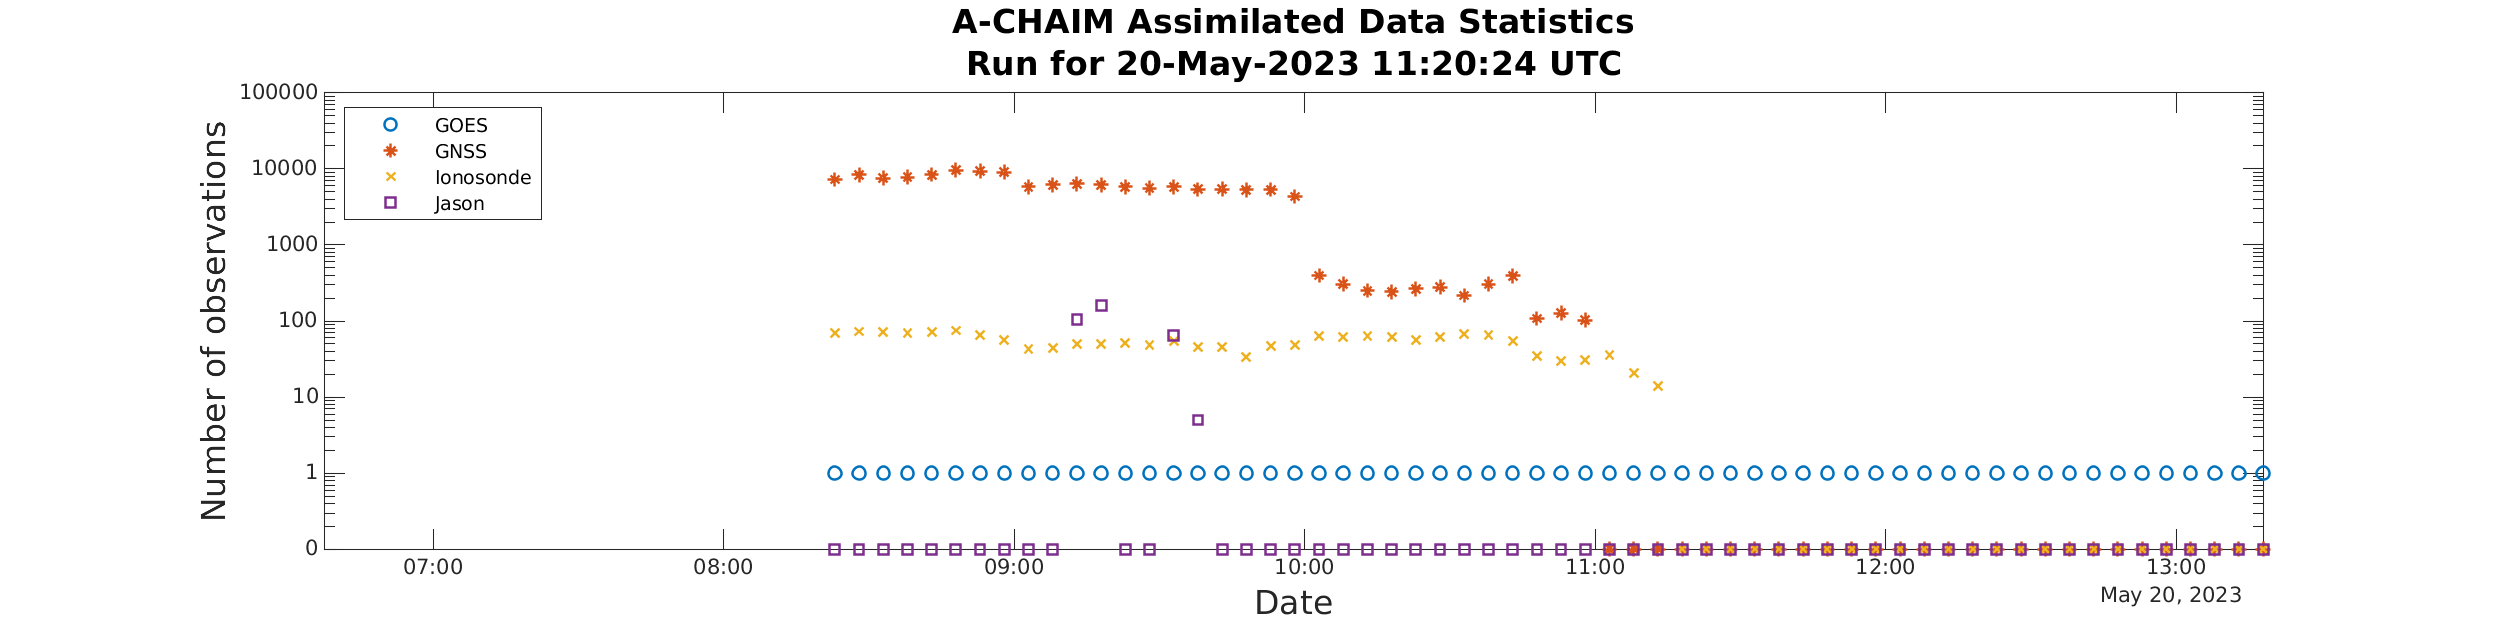 A-CHAIM Assimilated Data Statistics
Run for 20-May-2023 11:20:24 UTC
100000
10000
1000
100
10
1
0
Number of observations
GOES
GNSS
Ionosonde
Jason
07:00
08:00
09:00
10:00
11:00
12:00
13:00
May 20, 2023
Date